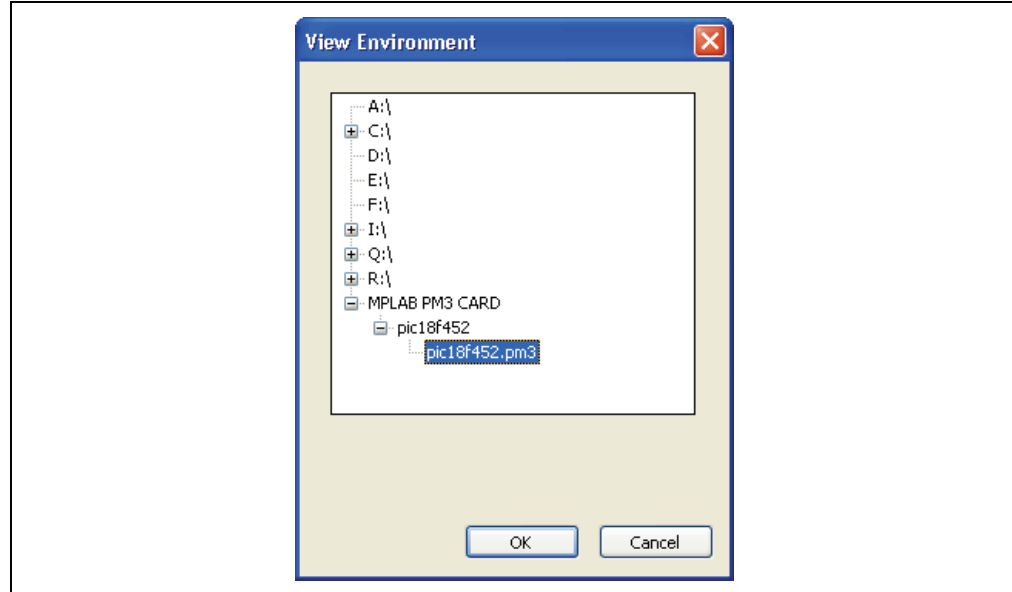 View Environment
A:\
C:\
D:\
E:\
F:\
I:\
Q:\
R:\
MPLAB PM3 CARD
pic18f452
pic18f452.pm3
OK Cancel